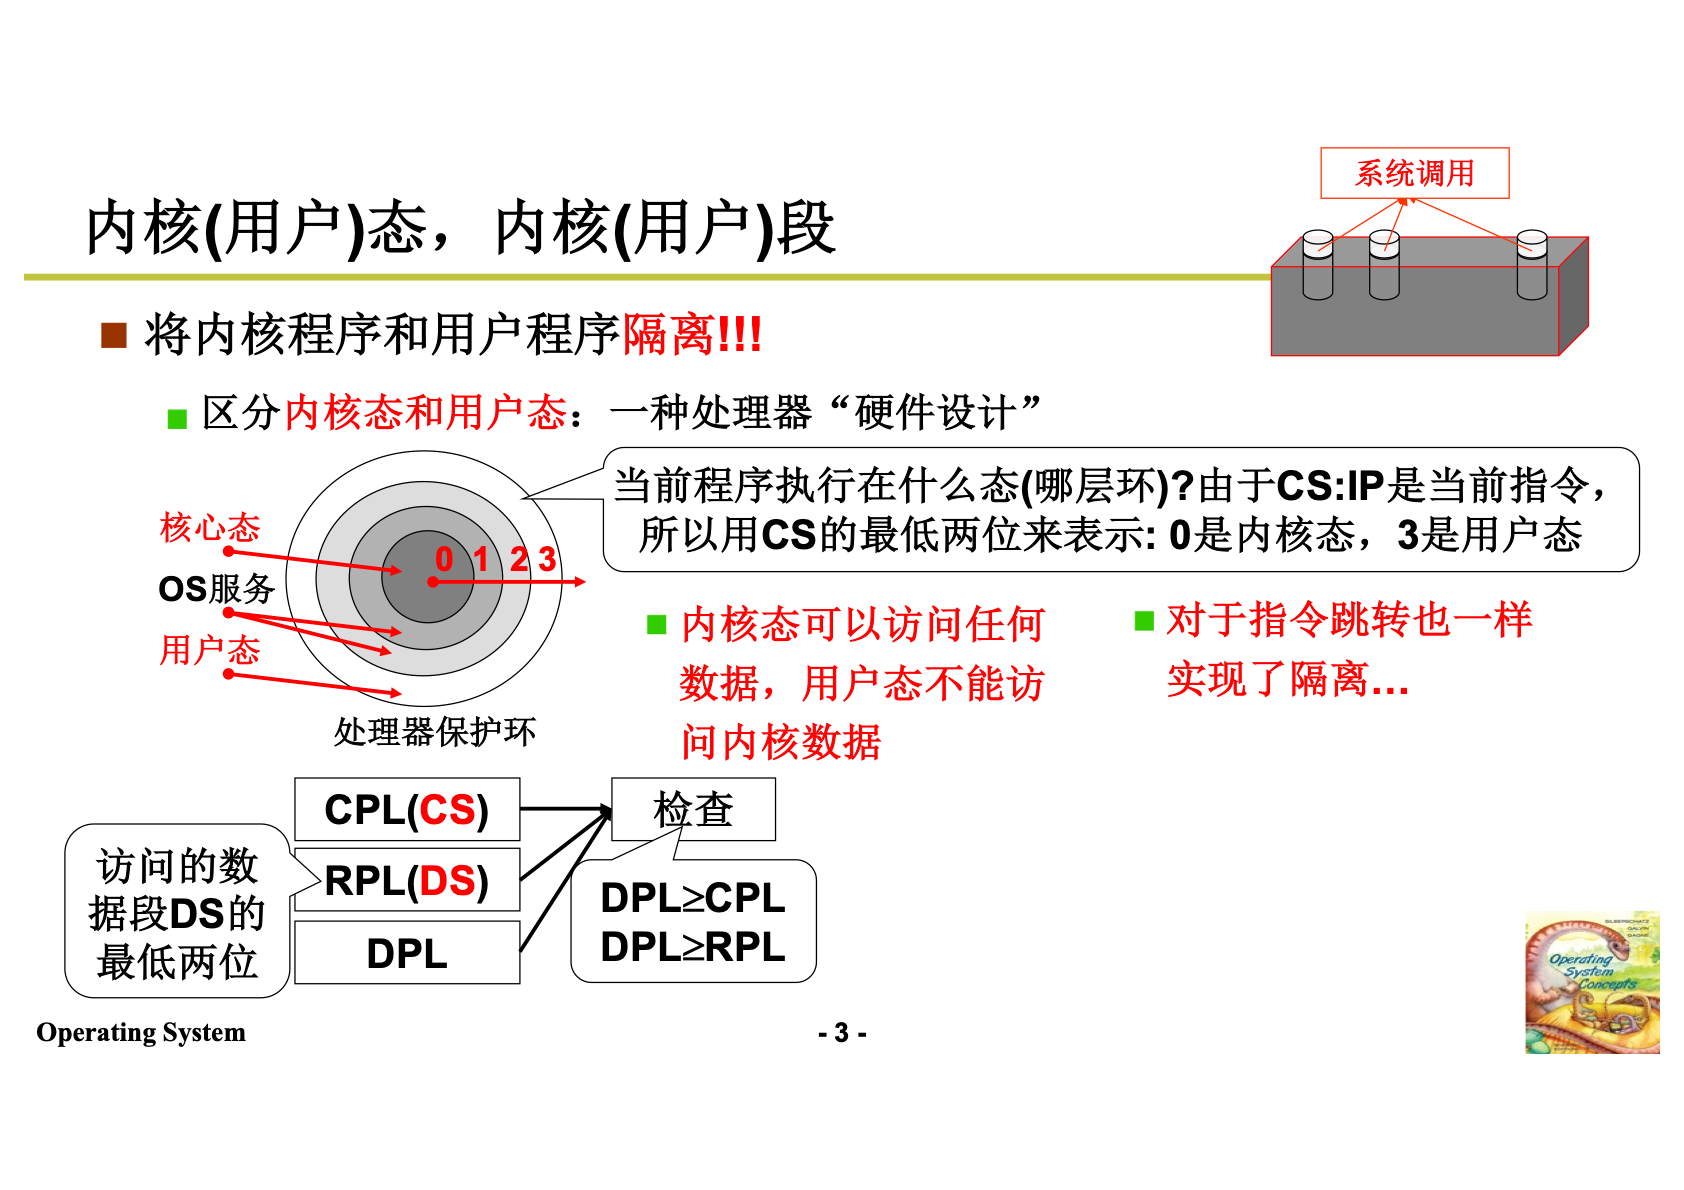 系统调用
内核(用户)态，内核(用户)段
将内核程序和用户程序隔离!!!
区分内核态和用户态：一种处理器“硬件设计”
当前程序执行在什么态(哪层环)?由于CS:IP是当前指令，
所以用CS的最低两位来表示: 0是内核态，3是用户态
核心态
OS服务
用户态
0 1 2 3
处理器保护环
内核态可以访问任何
数据，用户态不能访
问内核数据
对于指令跳转也一样
实现了隔离...
CPL(CS)
RPL(DS)
DPL
检查
访问的数
据段DS的
最低两位
DPL≥CPL
DPL≥RPL
SILBERSCHATZ
GALVIN
GAGNE
Operating
System
Concepts
Operating System
- 3 -